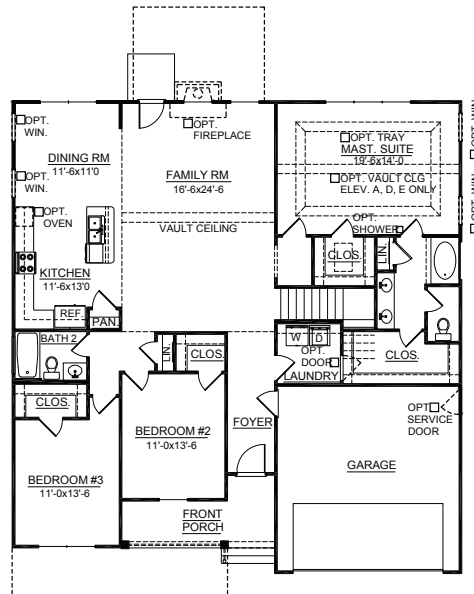 OPT.
WIN.
DINING RM
11'-6x11'0
OPT.
WIN.
OPT.
OVEN
KITCHEN
11'-6x13'0
REF.
PAN.
OPT.
FIREPLACE
FAMILY RM
16'-6x24'-6
VAULT CEILING
OPT. TRAY
MAST. SUITE
19'-6x14'-0
OPT. VAULT CLG
ELEV. A, D, E ONLY
OPT. WIN.
OPT. WIN.
OPT.
SHOWER
CLOS.
LIN.
BATH 2
LIN.
CLOS.
W
D
OPT.
DOOR
LAUNDRY
CLOS.
CLOS.
BEDROOM #2
11'-0x13'-6
FOYER
OPT
SERVICE
DOOR
GARAGE
BEDROOM #3
11'-0x13'-6
FRONT
PORCH